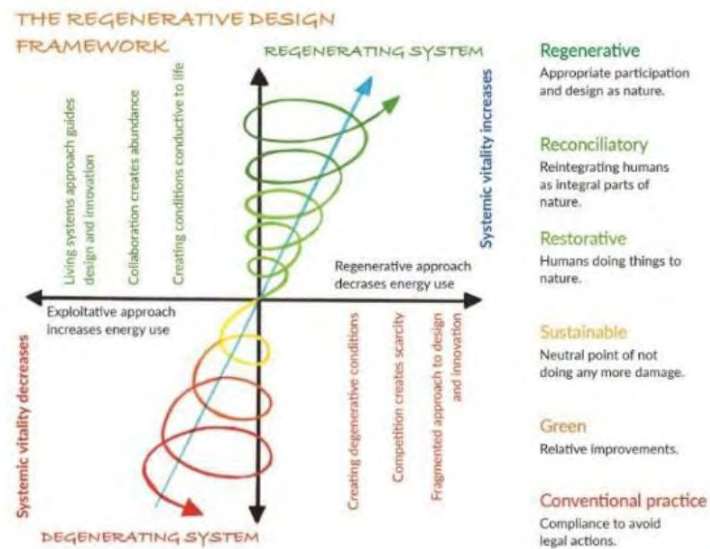 THE REGENERATIVE DESIGN
FRAMEWORK
REGENERATING SYSTEM
Living systems approach guides
design and innovation
Collaboration creates abundance
Creating conditions conductive to life
Systemic vitality increases
Regenerative approach
decrases energy use
Exploitative approach
increases energy use
Systemic vitality decreases
Creating degenerative conditions
Competition creates scarcity
Fragmented approach to design
and innovation
DEGENERATING SYSTEM
Regenerative
Appropriate participation
and design as nature.
Reconciliatory
Reintegrating humans
as integral parts of
nature.
Restorative
Humans doing things to
nature.
Sustainable
Neutral point of not
doing any more damage.
Green
Relative improvements.
Conventional practice
Compliance to avoid
legal actions.